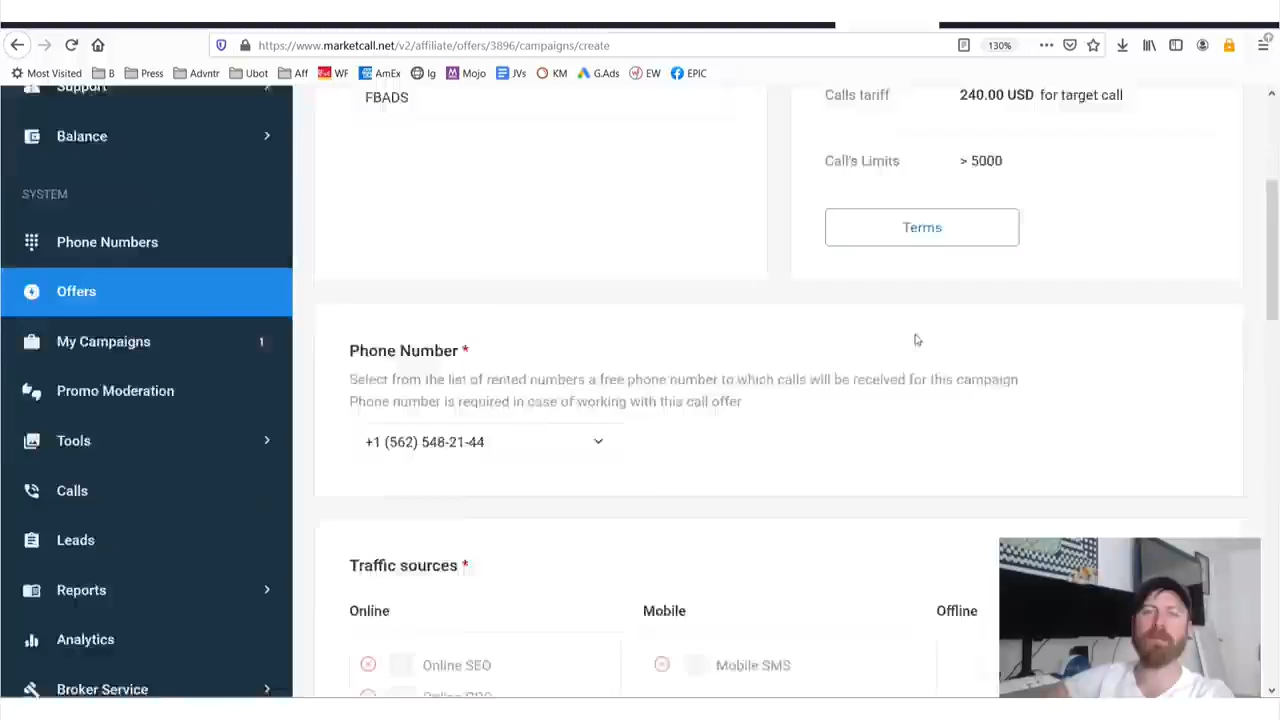 https://www.marketcall.net/v2/affiliate/offers/3896/campaigns/create
130%
Most Visited B Press Advntr Ubot Aff WF AmEx Ig Mojo JVs KM G.Ads EW EPIC
Support
Balance
SYSTEM
Phone Numbers
Offers
My Campaigns 1
Promo Moderation
Tools
Calls
Leads
Reports
Analytics
Broker Service
FBADS
Calls tariff 240.00 USD for target call
Call's Limits > 5000
Terms
Phone Number *
Select from the list of rented numbers a free phone number to which calls will be received for this campaign
Phone number is required in case of working with this call offer
+1 (562) 548-21-44
Traffic sources *
Online Mobile Offline
Online SEO Mobile SMS